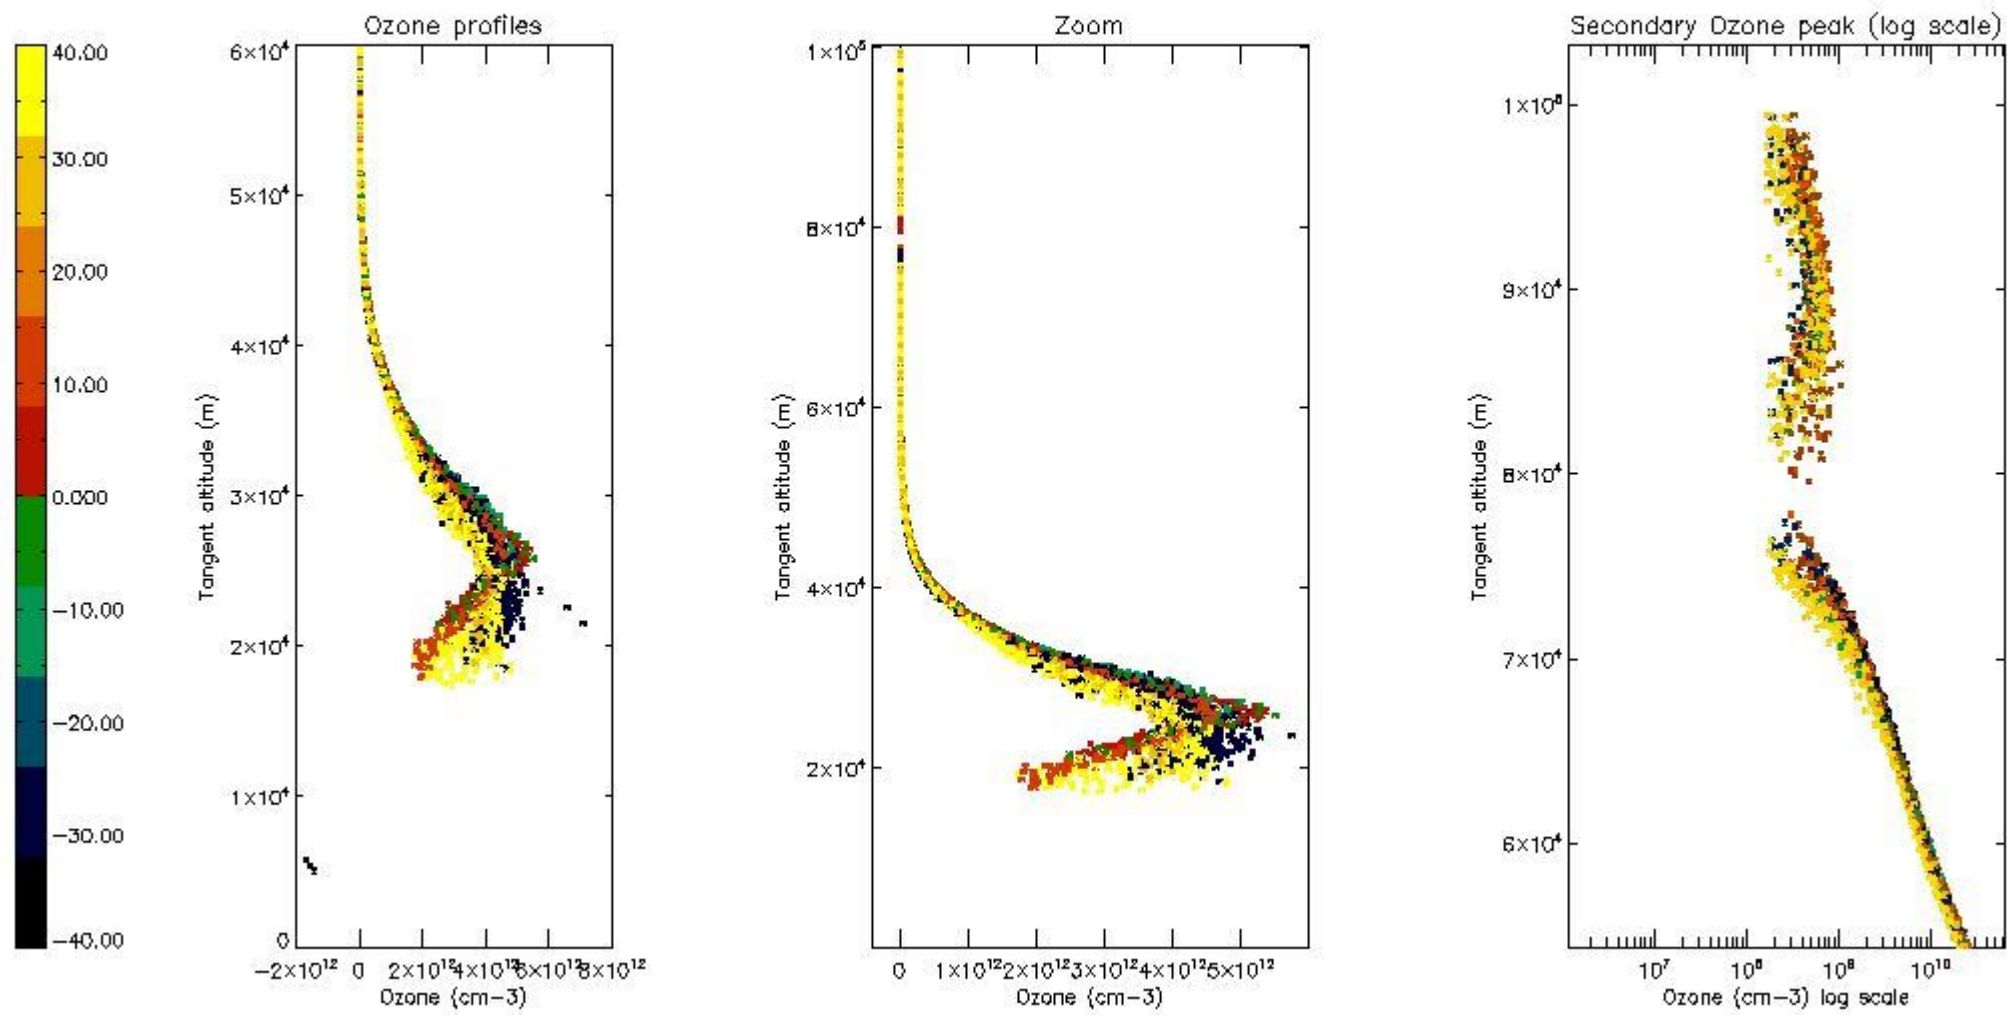 Ozone profiles
Zoom
Secondary Ozone peak (log scale)
40.00
30.00
20.00
10.00
0.000
-10.00
-20.00
-30.00
-40.00
6×10⁴
5×10⁴
4×10⁴
3×10⁴
2×10⁴
1×10⁴
0
Tangent altitude (m)
-2×10¹² 0 2×10¹² 4×10¹² 6×10¹² 8×10¹²
Ozone (cm-3)
1×10⁵
8×10⁴
6×10⁴
4×10⁴
2×10⁴
Tangent altitude (m)
0 1×10¹² 2×10¹² 3×10¹² 4×10¹² 5×10¹²
Ozone (cm-3)
9×10⁴
8×10⁴
7×10⁴
6×10⁴
Tangent altitude (m)
10⁷ 10¹⁰
Ozone (cm-3) log scale